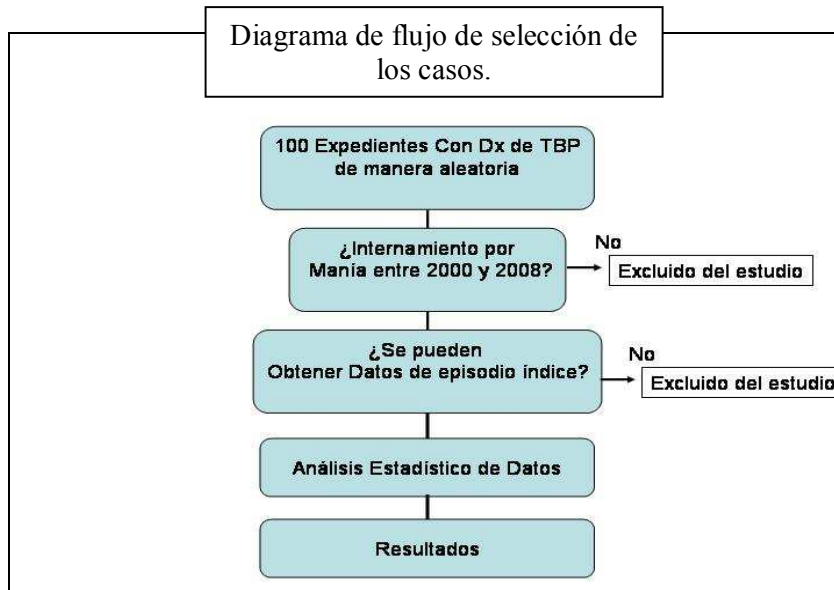 Diagrama de flujo de selección de
los casos.
100 Expedientes Con Dx de TBP
de manera aleatoria
¿Internamiento por
Manía entre 2000 y 2008?
No
Excluido del estudio
¿Se pueden
Obtener Datos de episodio índice?
No
Excluido del estudio
Análisis Estadístico de Datos
Resultados